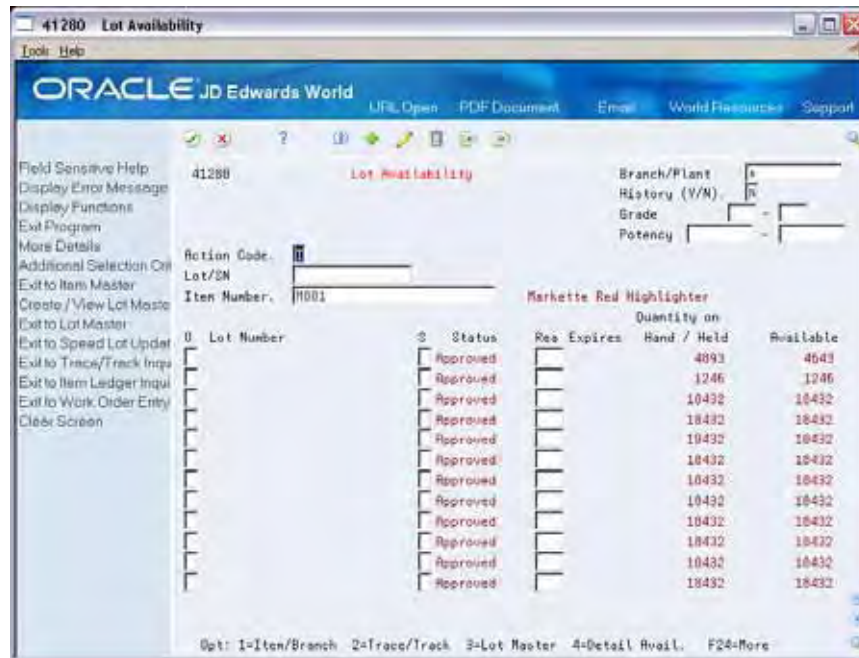 41280 Lot Availability
Tools Help
ORACLE JD Edwards World
URL Open PDF Document Email World Resources Support
Field Sensitive Help
Display Error Message
Display Functions
Exit Program
More Details
Additional Selection Crit
Exit to Item Master
Create / View Lot Maste
Exit to Lot Master
Exit to Speed Lot Updat
Exit to Trace/Track Inqu
Exit to Item Ledger Inqui
Exit to Work Order Entry
Clear Screen
41280 Lot Availability Branch/Plant *
History (Y/N). N
Grade -
Potency -
Action Code. I
Lot/SN
Item Number. M001 Markette Red Highlighter
Quantity on
O Lot Number S Status Rea Expires Hand / Held Available
Approved 4893 4643
Approved 1246 1246
Approved 18432 18432
Approved 18432 18432
Approved 18432 18432
Approved 18432 18432
Approved 18432 18432
Approved 18432 18432
Approved 18432 18432
Approved 18432 18432
Approved 18432 18432
Approved 18432 18432
Opt: 1=Item/Branch 2=Trace/Track 3=Lot Master 4=Detail Avail. F24=More